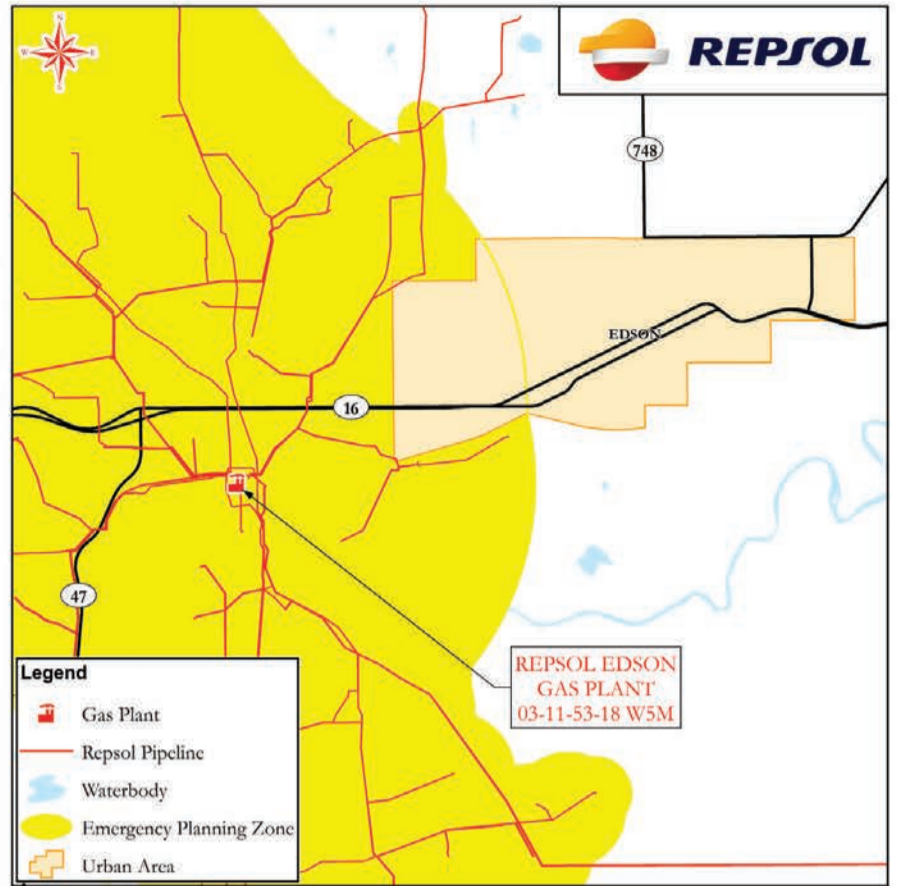 N
W
E
S
REPSOL
748
EDSON
16
47
REPSOL EDSON
GAS PLANT
03-11-53-18 W5M
Legend
Gas Plant
Repsol Pipeline
Waterbody
Emergency Planning Zone
Urban Area